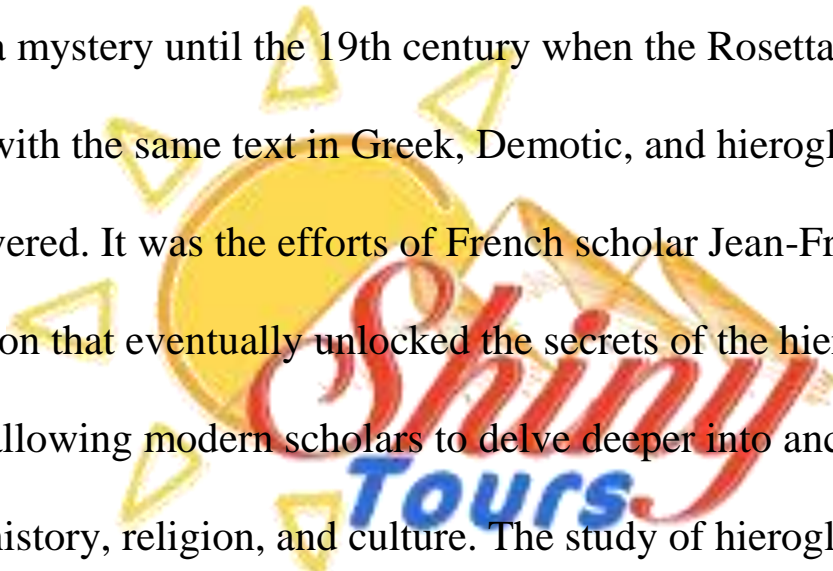 a mystery until the 19th century when the Rosetta
with the same text in Greek, Demotic, and hierogl
vered. It was the efforts of French scholar Jean-Fr
on that eventually unlocked the secrets of the hier
allowing modern scholars to delve deeper into anc
history, religion, and culture. The study of hierogl
Shiny
Tours